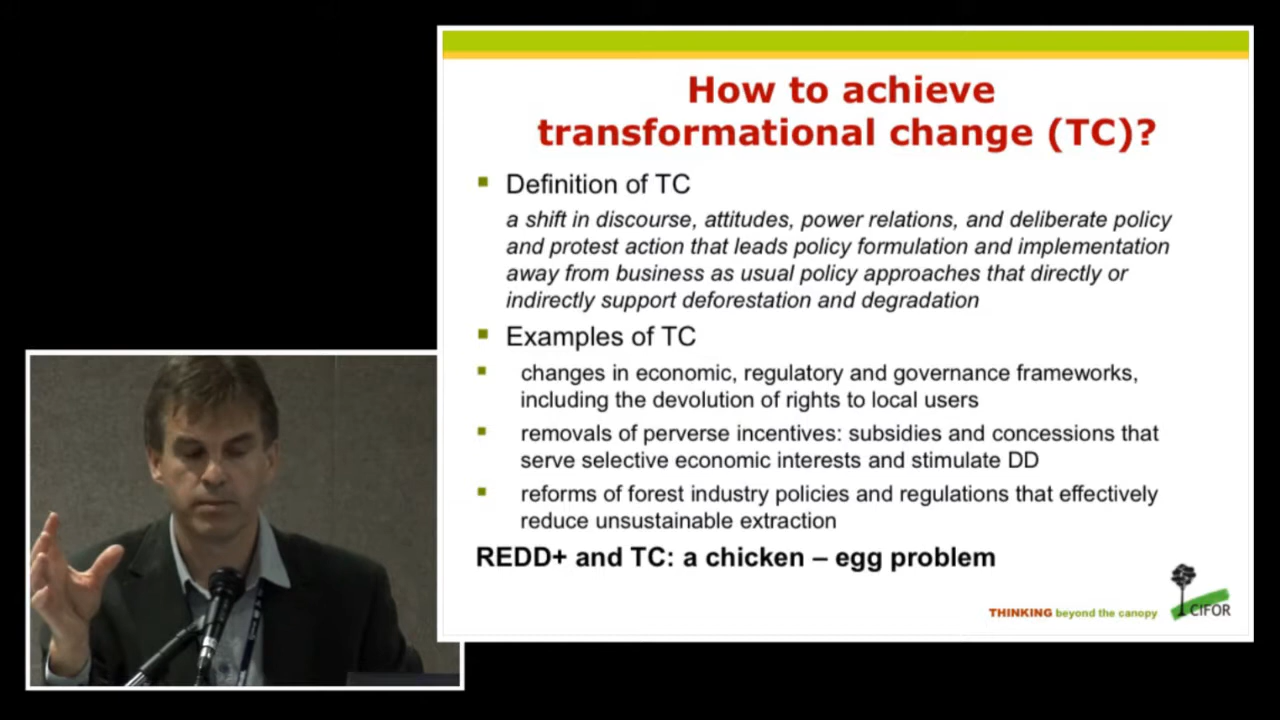 How to achieve
transformational change (TC)?
Definition of TC
a shift in discourse, attitudes, power relations, and deliberate policy
and protest action that leads policy formulation and implementation
away from business as usual policy approaches that directly or
indirectly support deforestation and degradation
Examples of TC
changes in economic, regulatory and governance frameworks,
including the devolution of rights to local users
removals of perverse incentives: subsidies and concessions that
serve selective economic interests and stimulate DD
reforms of forest industry policies and regulations that effectively
reduce unsustainable extraction
REDD+ and TC: a chicken – egg problem
THINKING beyond the canopy
CIFOR